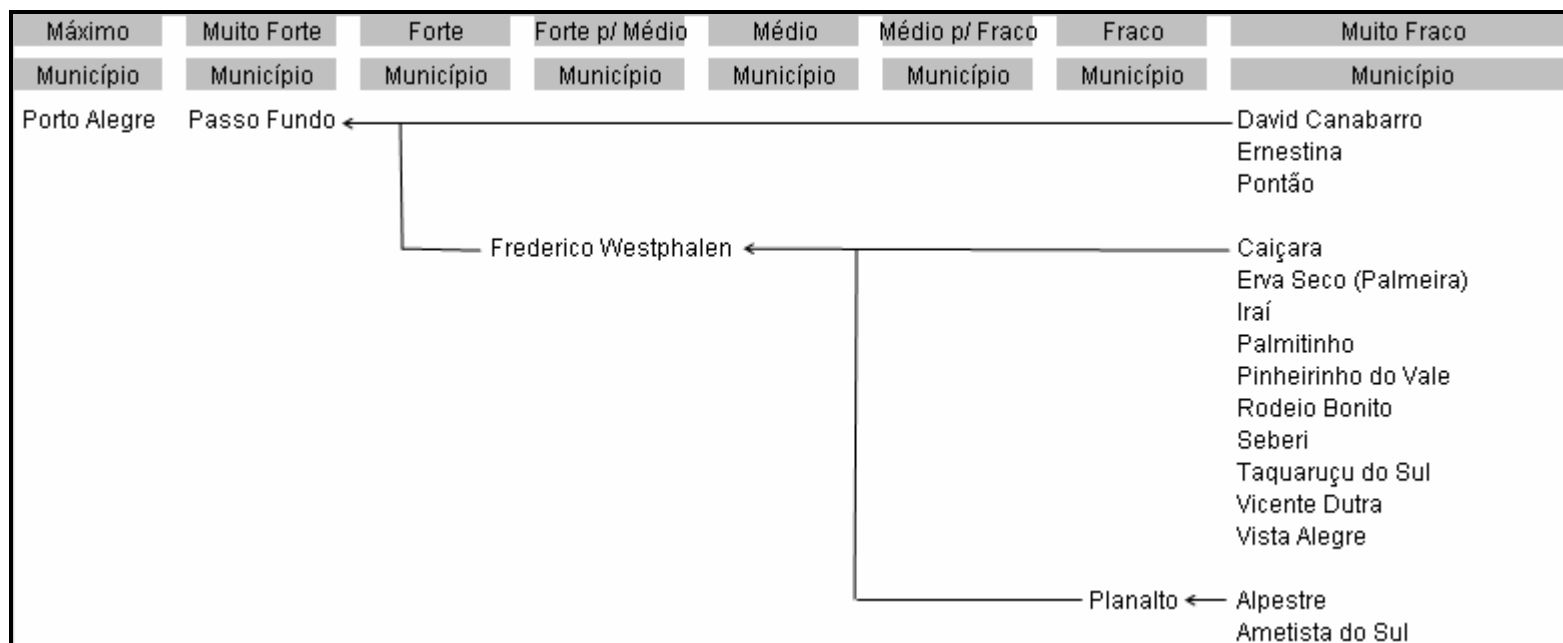 Máximo Muito Forte Forte Forte p/ Médio Médio Médio p/ Fraco Fraco Muito Fraco
Município Município Município Município Município Município Município Município
Porto Alegre Passo Fundo David Canabarro
Ernestina
Pontão
Frederico Westphalen Caiçara
Erva Seco (Palmeira)
Iraí
Palmitinho
Pinheirinho do Vale
Rodeio Bonito
Seberi
Taquaruçu do Sul
Vicente Dutra
Vista Alegre
Planalto Alpestre
Ametista do Sul